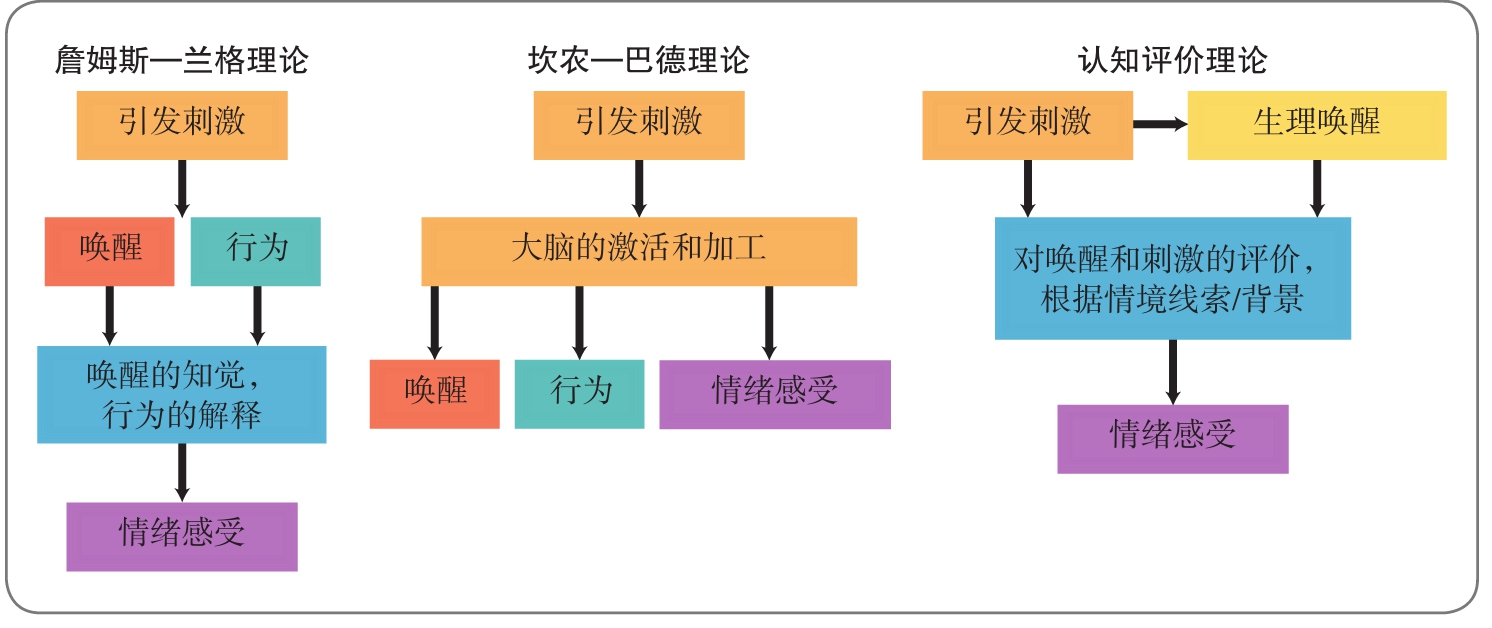 詹姆斯—兰格理论
引发刺激
唤醒
行为
唤醒的知觉，
行为的解释
情绪感受
坎农—巴德理论
引发刺激
大脑的激活和加工
唤醒
行为
情绪感受
认知评价理论
引发刺激
生理唤醒
对唤醒和刺激的评价，
根据情境线索/背景
情绪感受